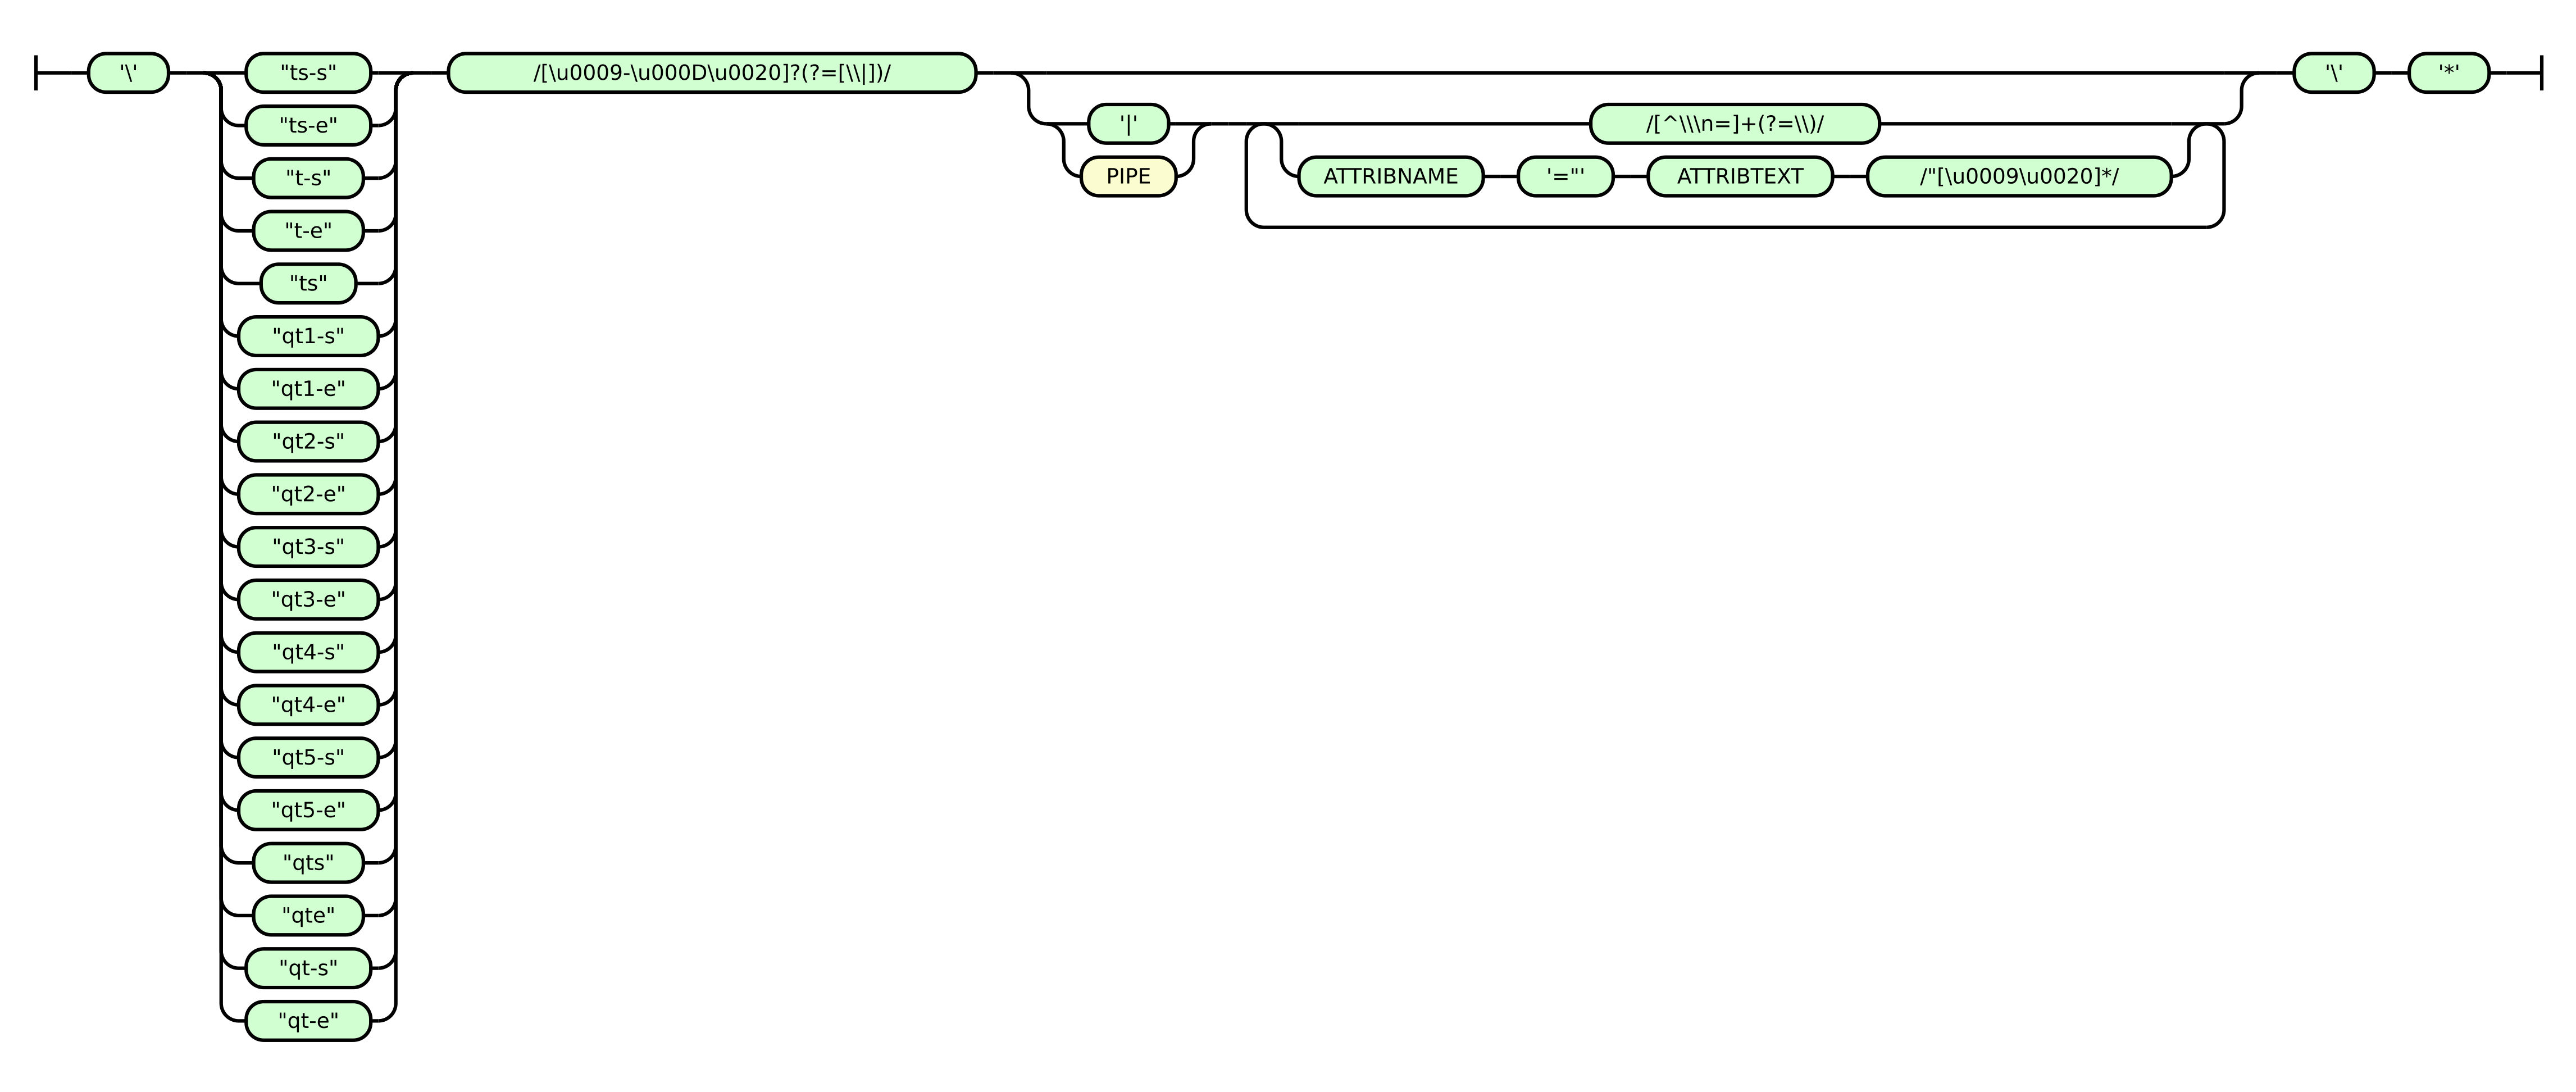 '\' "ts-s" /[\u0009-\u000D\u0020]?(?=[\\|])/ '\' '*'
"ts-e" '|' /[^\\\n=]+(?=\\)/
"t-s" PIPE ATTRIBNAME '="' ATTRIBTEXT /"[\u0009\u0020]*/
"t-e"
"ts"
"qt1-s"
"qt1-e"
"qt2-s"
"qt2-e"
"qt3-s"
"qt3-e"
"qt4-s"
"qt4-e"
"qt5-s"
"qt5-e"
"qts"
"qte"
"qt-s"
"qt-e"